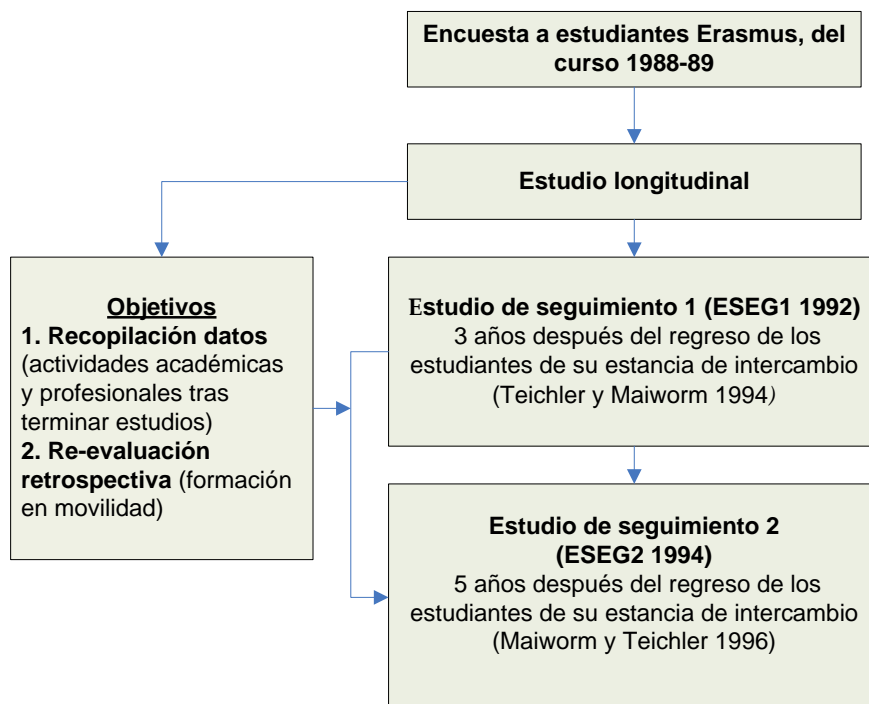 Encuesta a estudiantes Erasmus, del
curso 1988-89
Estudio longitudinal
Objetivos
1. Recopilación datos
(actividades académicas
y profesionales tras
terminar estudios)
2. Re-evaluación
retrospectiva (formación
en movilidad)
Estudio de seguimiento 1 (ESEG1 1992)
3 años después del regreso de los
estudiantes de su estancia de intercambio
(Teichler y Maiworm 1994)
Estudio de seguimiento 2
(ESEG2 1994)
5 años después del regreso de los
estudiantes de su estancia de intercambio
(Maiworm y Teichler 1996)